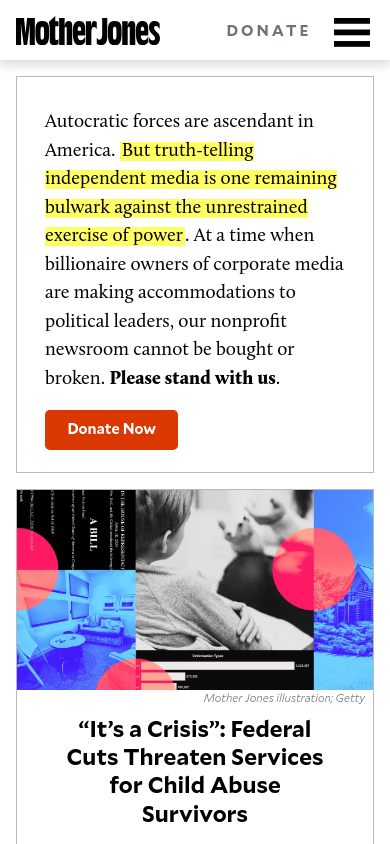 Mother Jones
DONATE
Autocratic forces are ascendant in
America. But truth-telling
independent media is one remaining
bulwark against the unrestrained
exercise of power. At a time when
billionaire owners of corporate media
are making accommodations to
political leaders, our nonprofit
newsroom cannot be bought or
broken. Please stand with us.
Donate Now
A BILL
Victimization Types
Mother Jones illustration; Getty
“It’s a Crisis”: Federal
Cuts Threaten Services
for Child Abuse
Survivors